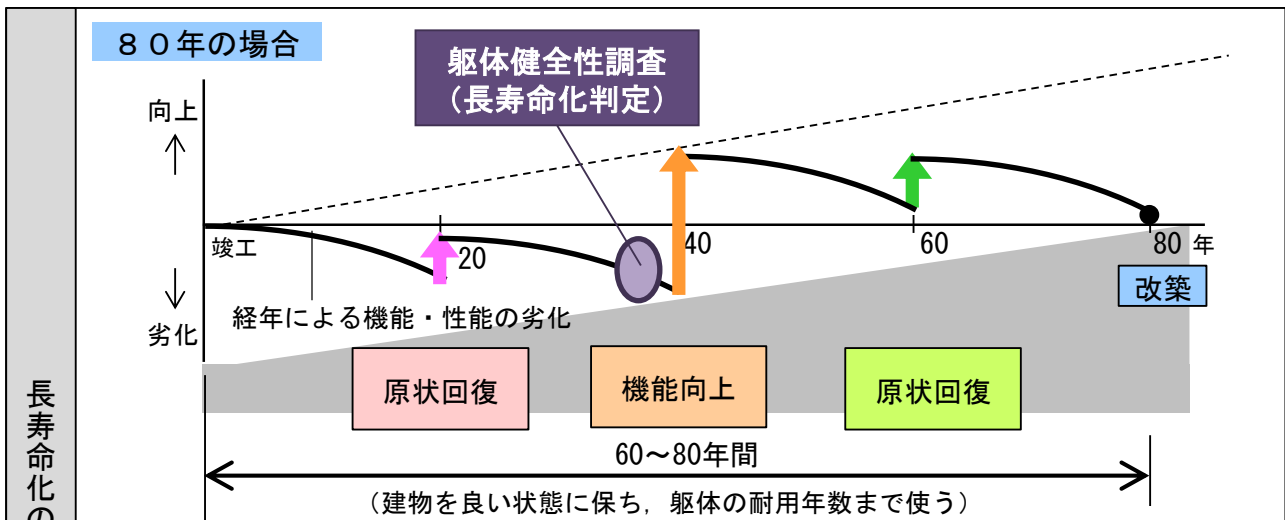 ８０年の場合
躯体健全性調査
（長寿命化判定）
向上
竣工
20
40
60
80 年
改築
劣化
経年による機能・性能の劣化
原状回復
機能向上
原状回復
60～80年間
（建物を良い状態に保ち，躯体の耐用年数まで使う）
長寿命化の